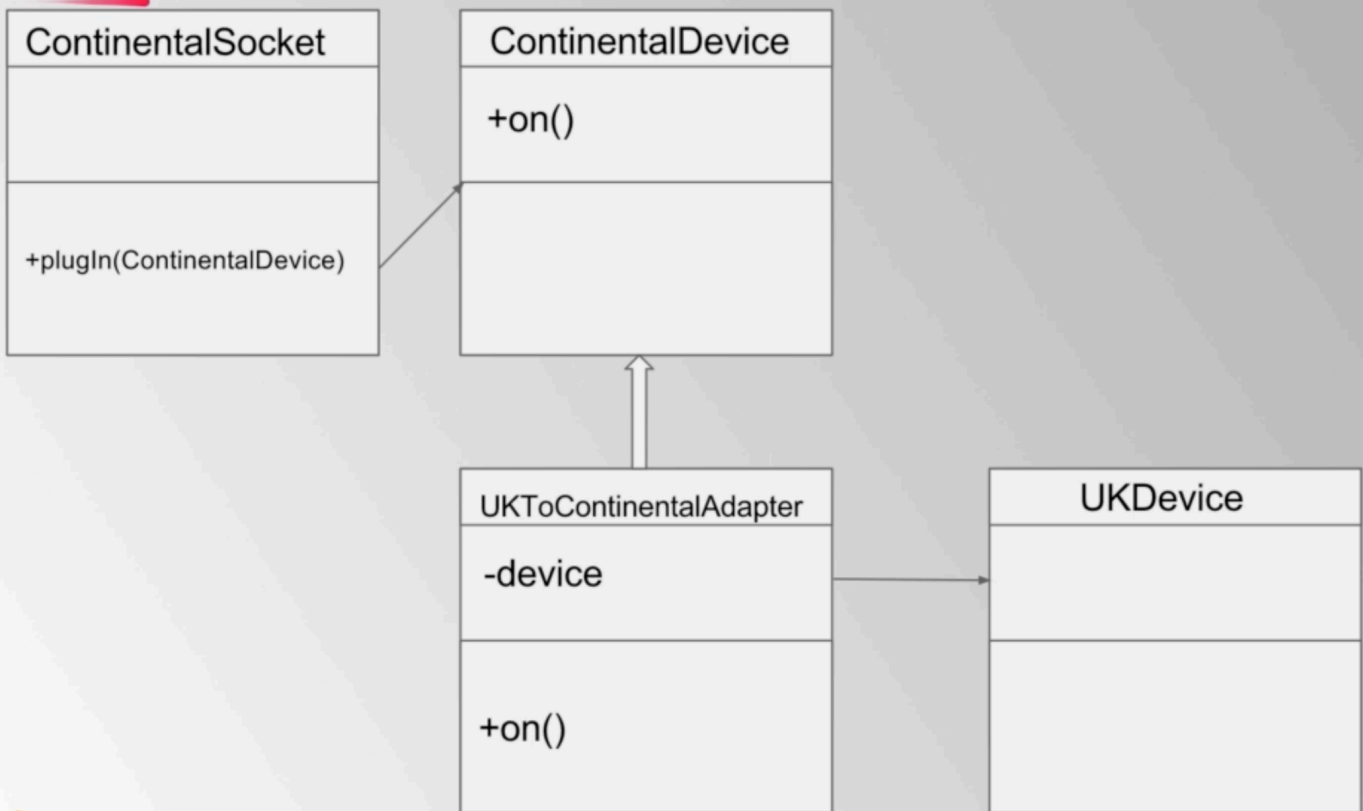 ContinentalSocket
+plugIn(ContinentalDevice)
ContinentalDevice
+on()
UKToContinentalAdapter
-device
+on()
UKDevice